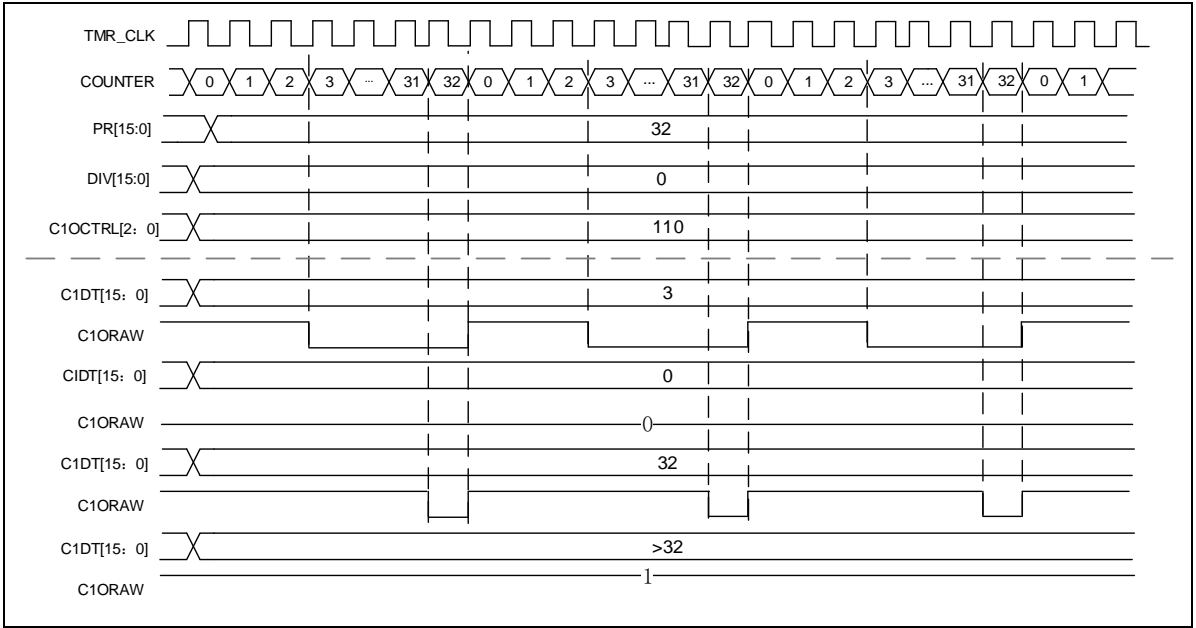 TMR_CLK
COUNTER 0 1 2 3 ... 31 32 0 1 2 3 ... 31 32 0 1 2 3 ... 31 32 0 1
PR[15:0] 32
DIV[15:0] 0
C1OCTRL[2：0] 110
C1DT[15：0] 3
C1ORAW
CIDT[15：0] 0
C1ORAW 0
C1DT[15：0] 32
C1ORAW
C1DT[15：0] >32
C1ORAW 1